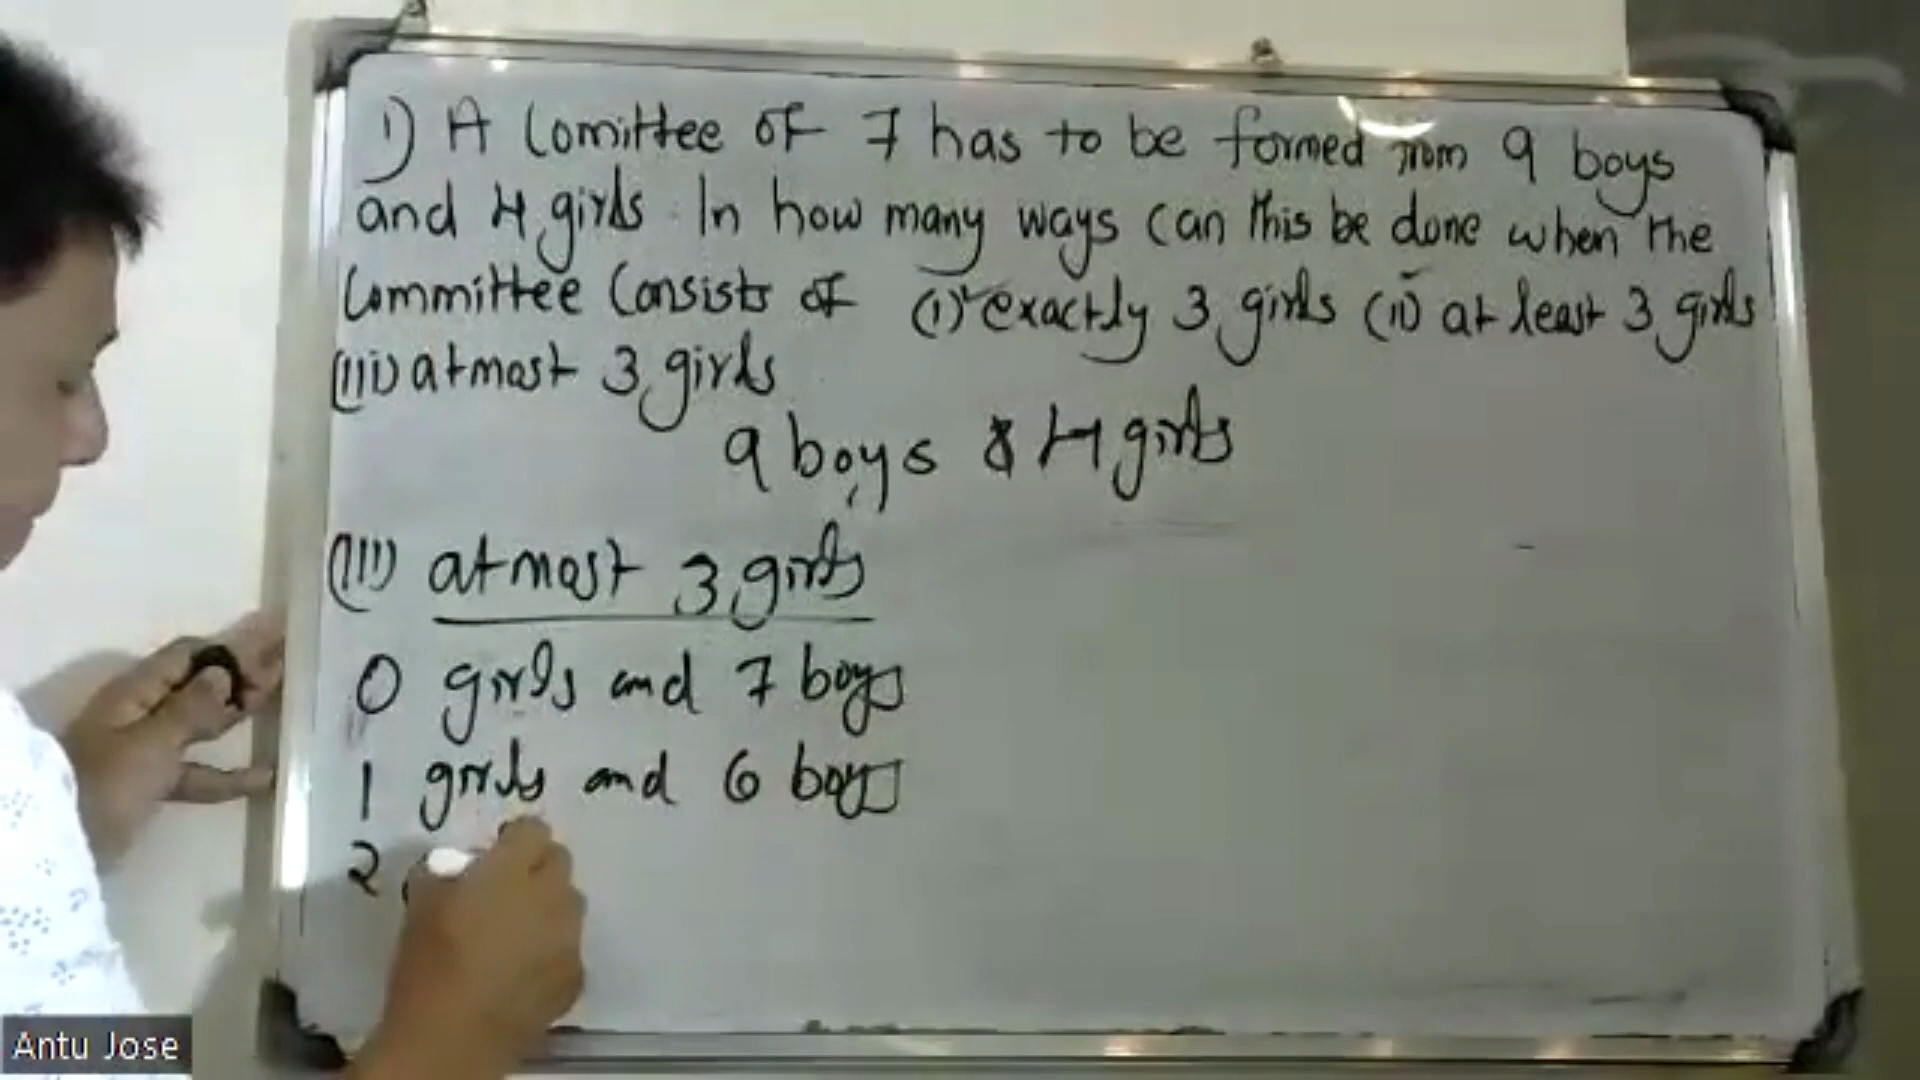 1) A Comittee of 7 has to be formed from 9 boys
and 4 girls. In how many ways can this be done when the
Committee Consists of (i) exactly 3 girls (ii) at least 3 girls
(iii) atmost 3 girls
9 boys & 4 girls
(iii) atmost 3 girls
0 girls and 7 boys
1 girls and 6 boys
2
Antu Jose